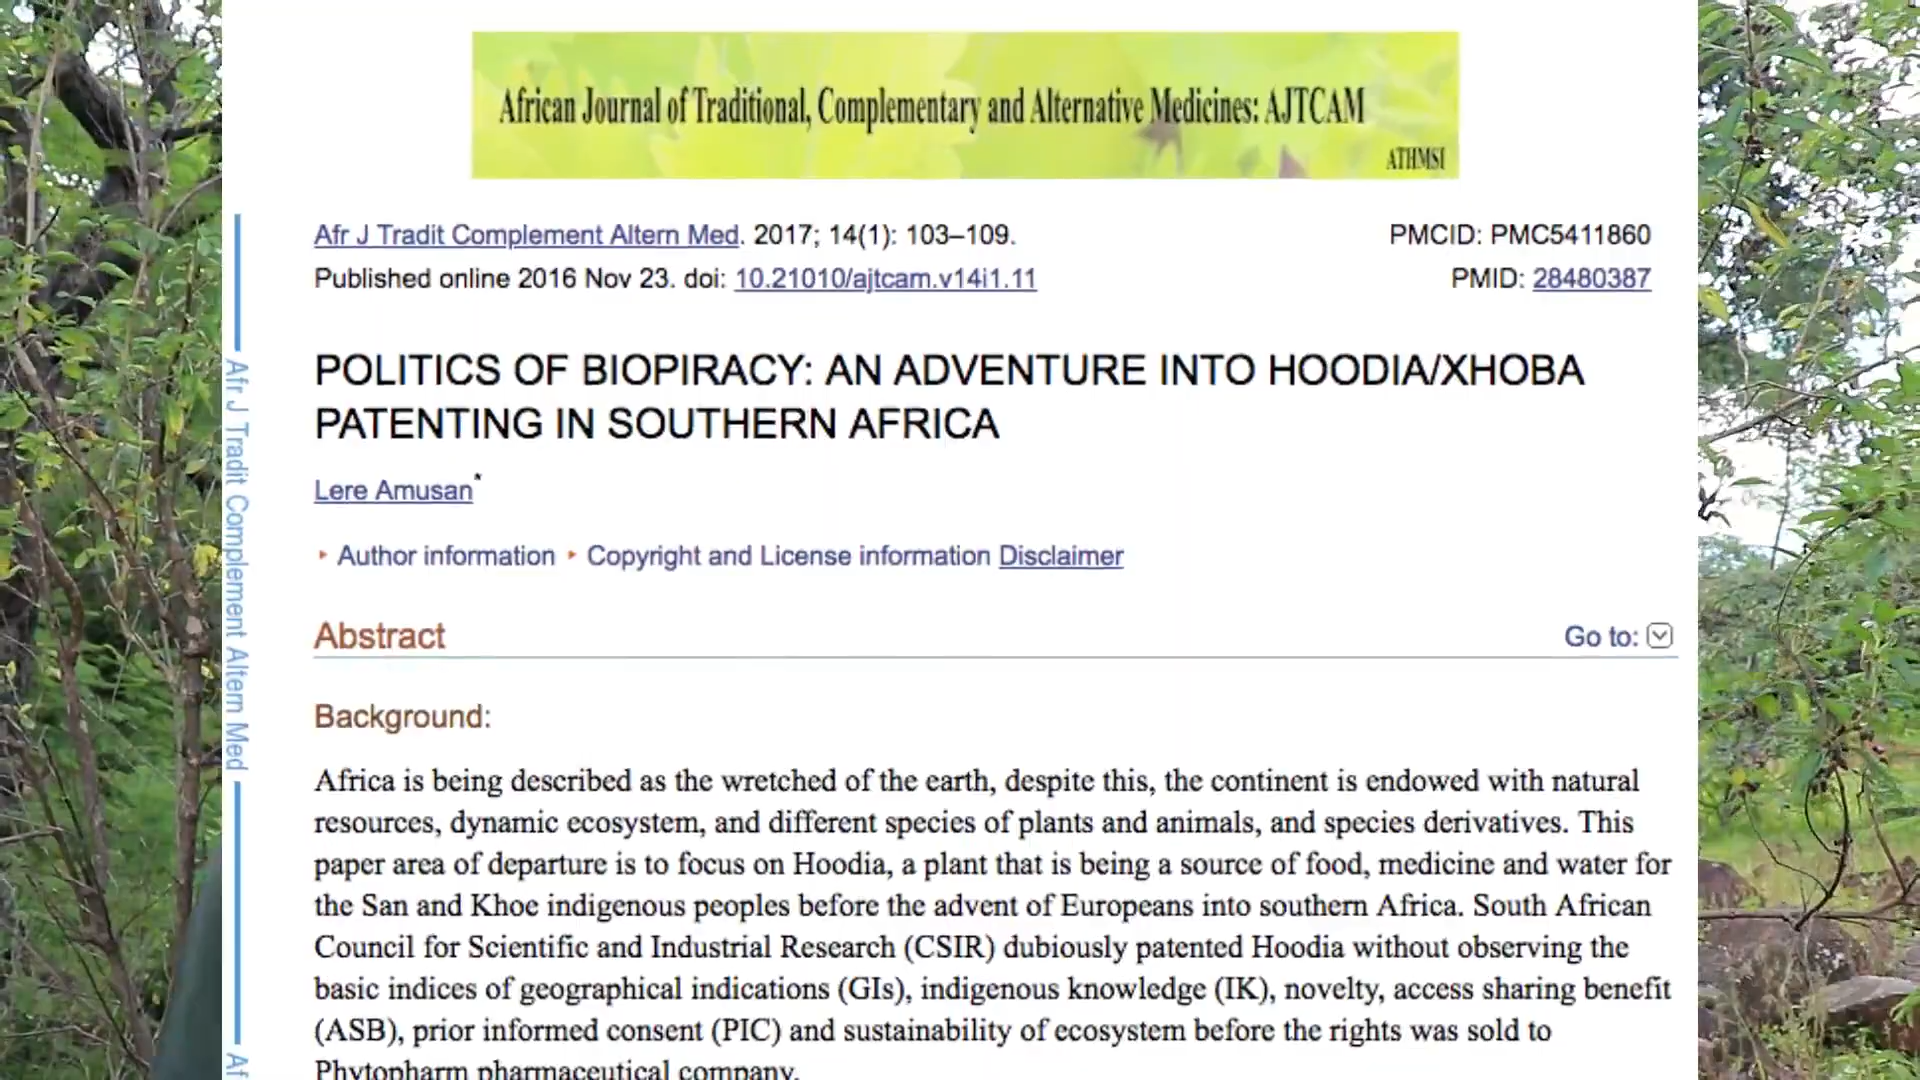 African Journal of Traditional, Complementary and Alternative Medicines: AJTCAM
ATHMSI
Afr J Tradit Complement Altern Med. 2017; 14(1): 103–109.
PMCID: PMC5411860
Published online 2016 Nov 23. doi: 10.21010/ajtcam.v14i1.11
PMID: 28480387
POLITICS OF BIOPIRACY: AN ADVENTURE INTO HOODIA/XHOBA
PATENTING IN SOUTHERN AFRICA
Lere Amusan*
Author information
Copyright and License information Disclaimer
Abstract
Go to:
Background:
Africa is being described as the wretched of the earth, despite this, the continent is endowed with natural
resources, dynamic ecosystem, and different species of plants and animals, and species derivatives. This
paper area of departure is to focus on Hoodia, a plant that is being a source of food, medicine and water for
the San and Khoe indigenous peoples before the advent of Europeans into southern Africa. South African
Council for Scientific and Industrial Research (CSIR) dubiously patented Hoodia without observing the
basic indices of geographical indications (GIs), indigenous knowledge (IK), novelty, access sharing benefit
(ASB), prior informed consent (PIC) and sustainability of ecosystem before the rights was sold to
Phytopharm pharmaceutical company.
Afr J Tradit Complement Altern Med
Af